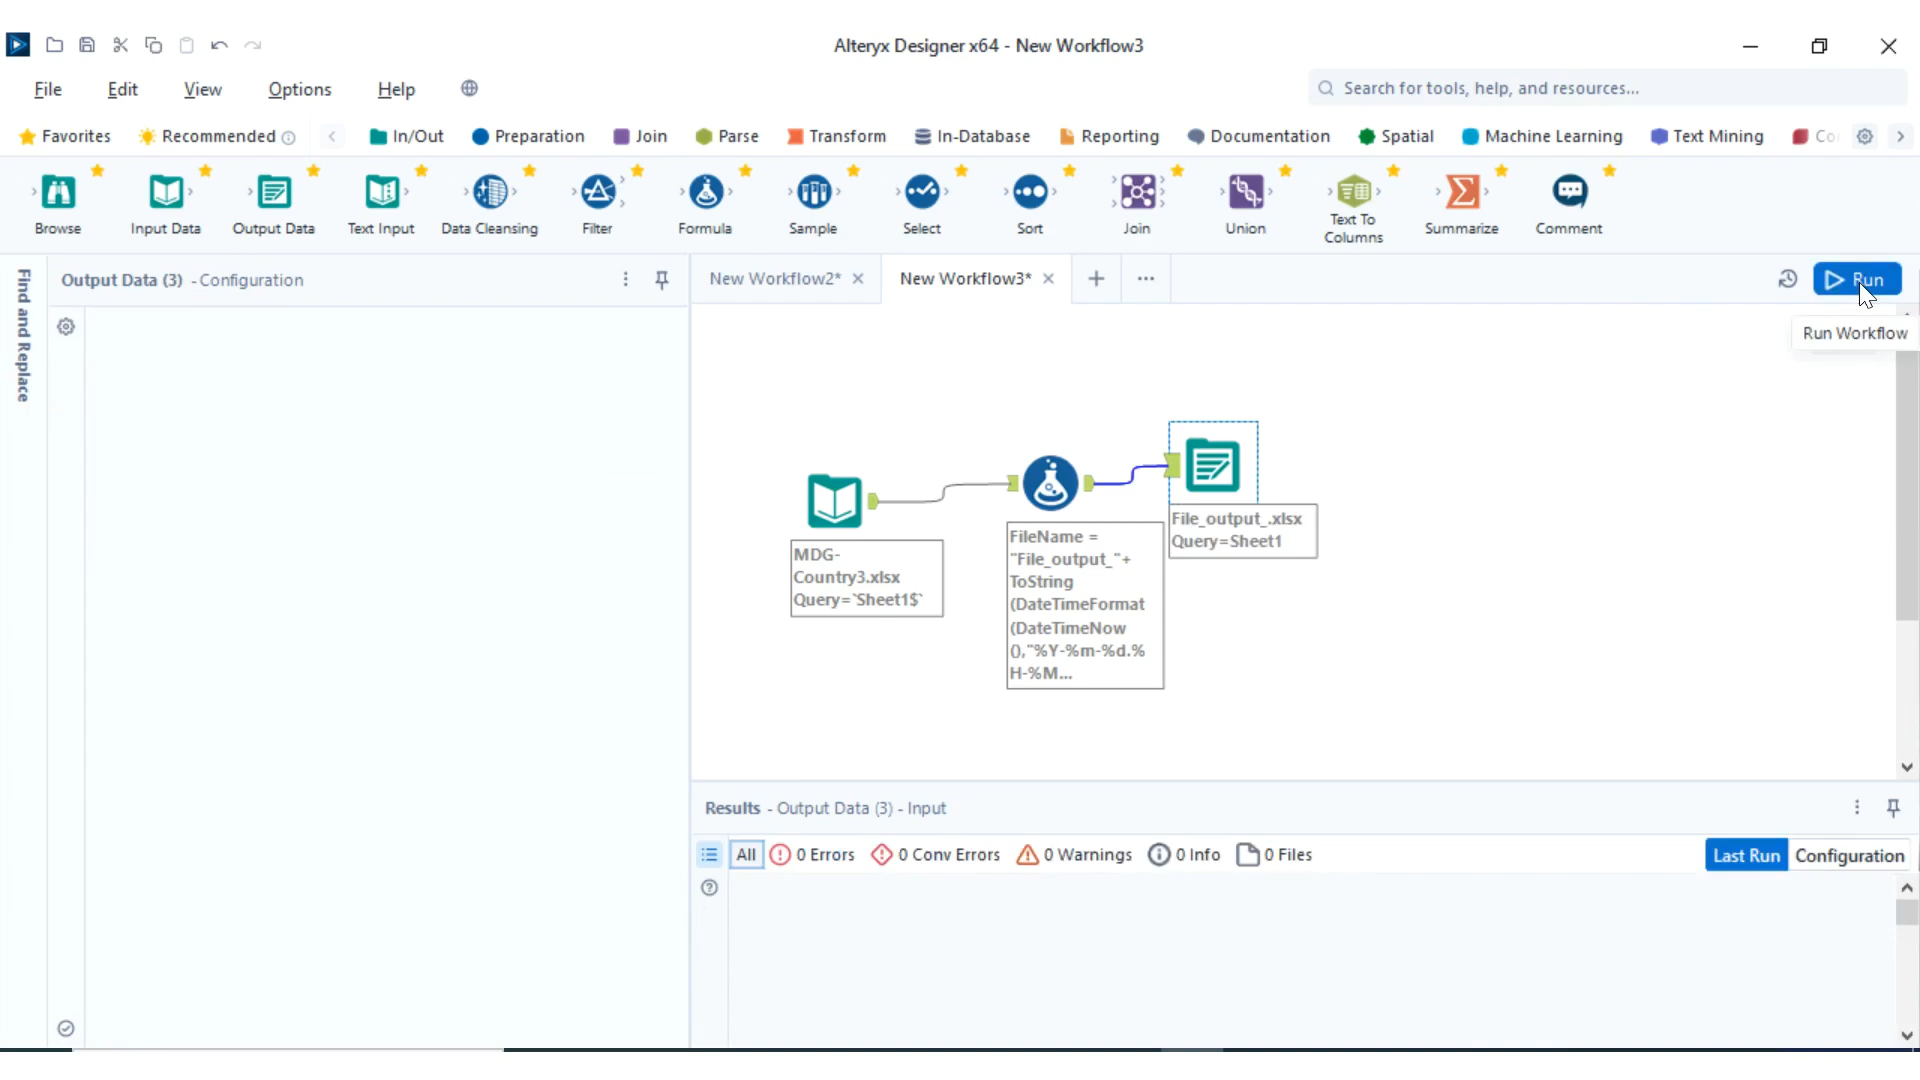 Alteryx Designer x64 - New Workflow3
File Edit View Options Help
Search for tools, help, and resources...
Favorites Recommended In/Out Preparation Join Parse Transform In-Database Reporting Documentation Spatial Machine Learning Text Mining
Browse Input Data Output Data Text Input Data Cleansing Filter Formula Sample Select Sort Join Union Text To Columns Summarize Comment
Find and Replace
Output Data (3) - Configuration
New Workflow2*
New Workflow3*
Run
Run Workflow
MDG-
Country3.xlsx
Query=`Sheet1$`
FileName =
"File_output_"+
ToString
(DateTimeFormat
(DateTimeNow
(),"%Y-%m-%d.%
H-%M...
File_output_.xlsx
Query=Sheet1
Results - Output Data (3) - Input
All 0 Errors 0 Conv Errors 0 Warnings 0 Info 0 Files
Last Run Configuration